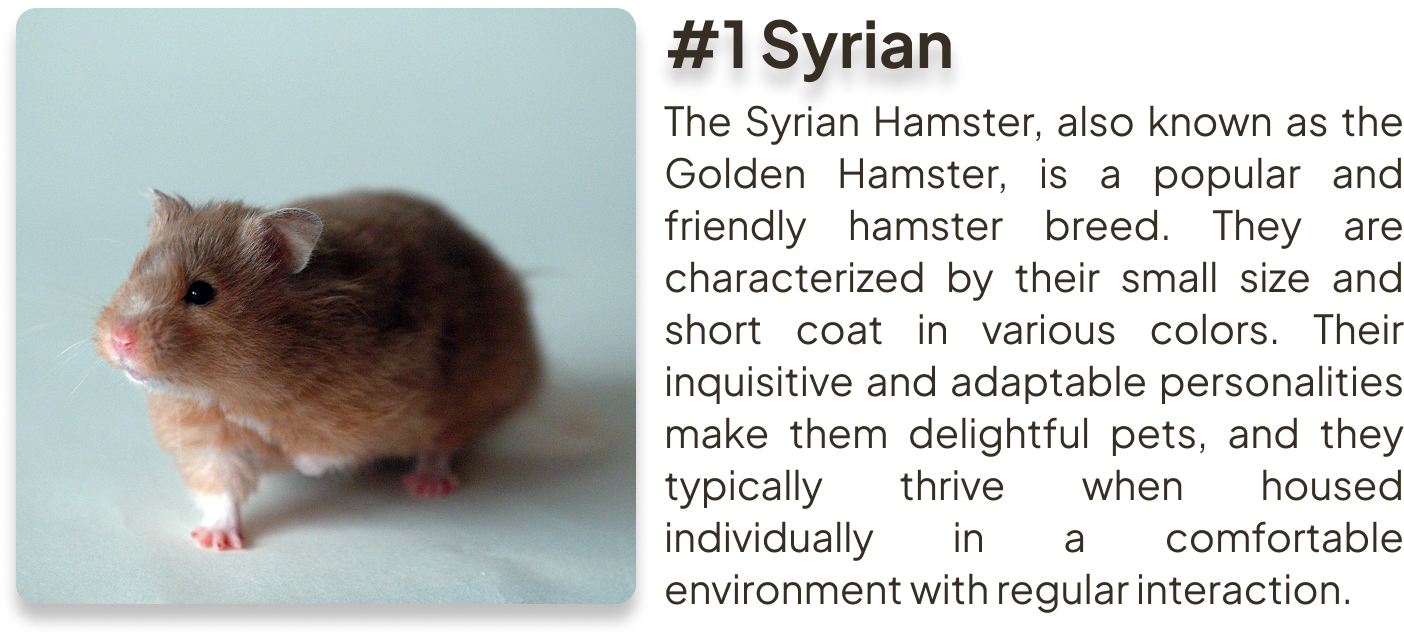 #1 Syrian
The Syrian Hamster, also known as the
Golden Hamster, is a popular and
friendly hamster breed. They are
characterized by their small size and
short coat in various colors. Their
inquisitive and adaptable personalities
make them delightful pets, and they
typically thrive when housed
individually in a comfortable
environment with regular interaction.